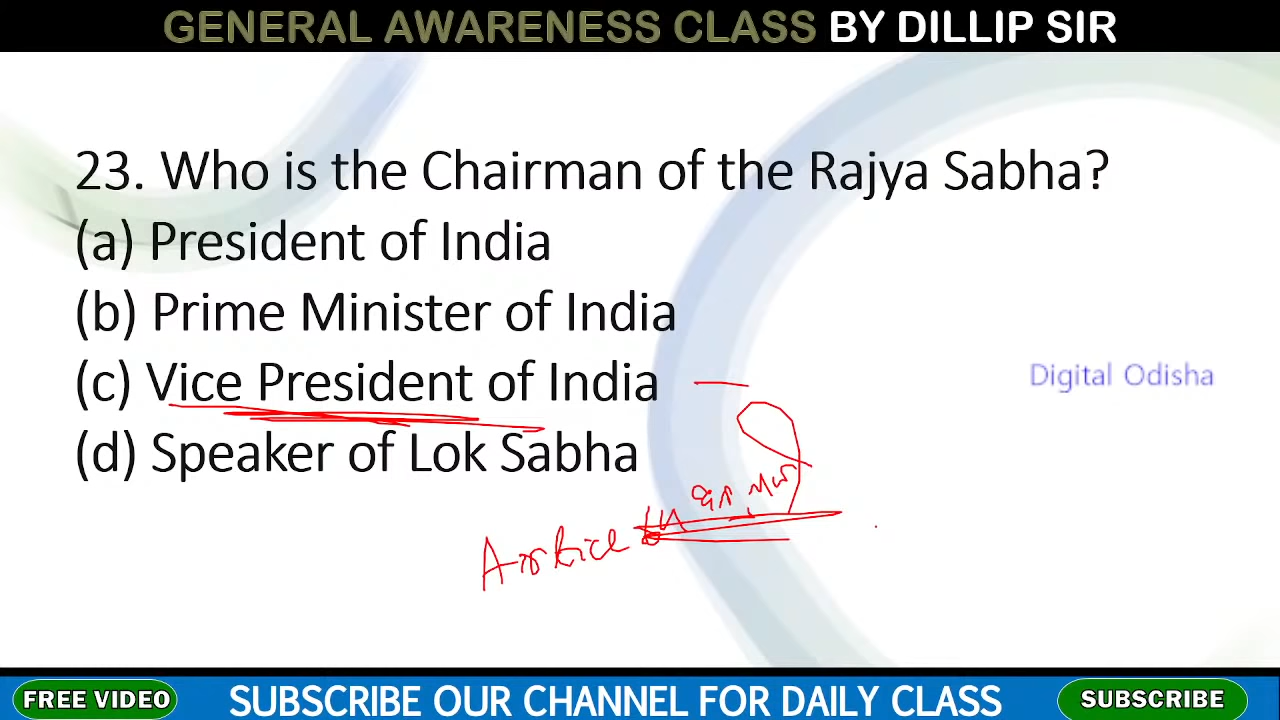 GENERAL AWARENESS CLASS BY DILLIP SIR
23. Who is the Chairman of the Rajya Sabha?
(a) President of India
(b) Prime Minister of India
(c) Vice President of India
Digital Odisha
(d) Speaker of Lok Sabha
FREE VIDEO
SUBSCRIBE OUR CHANNEL FOR DAILY CLASS
SUBSCRIBE